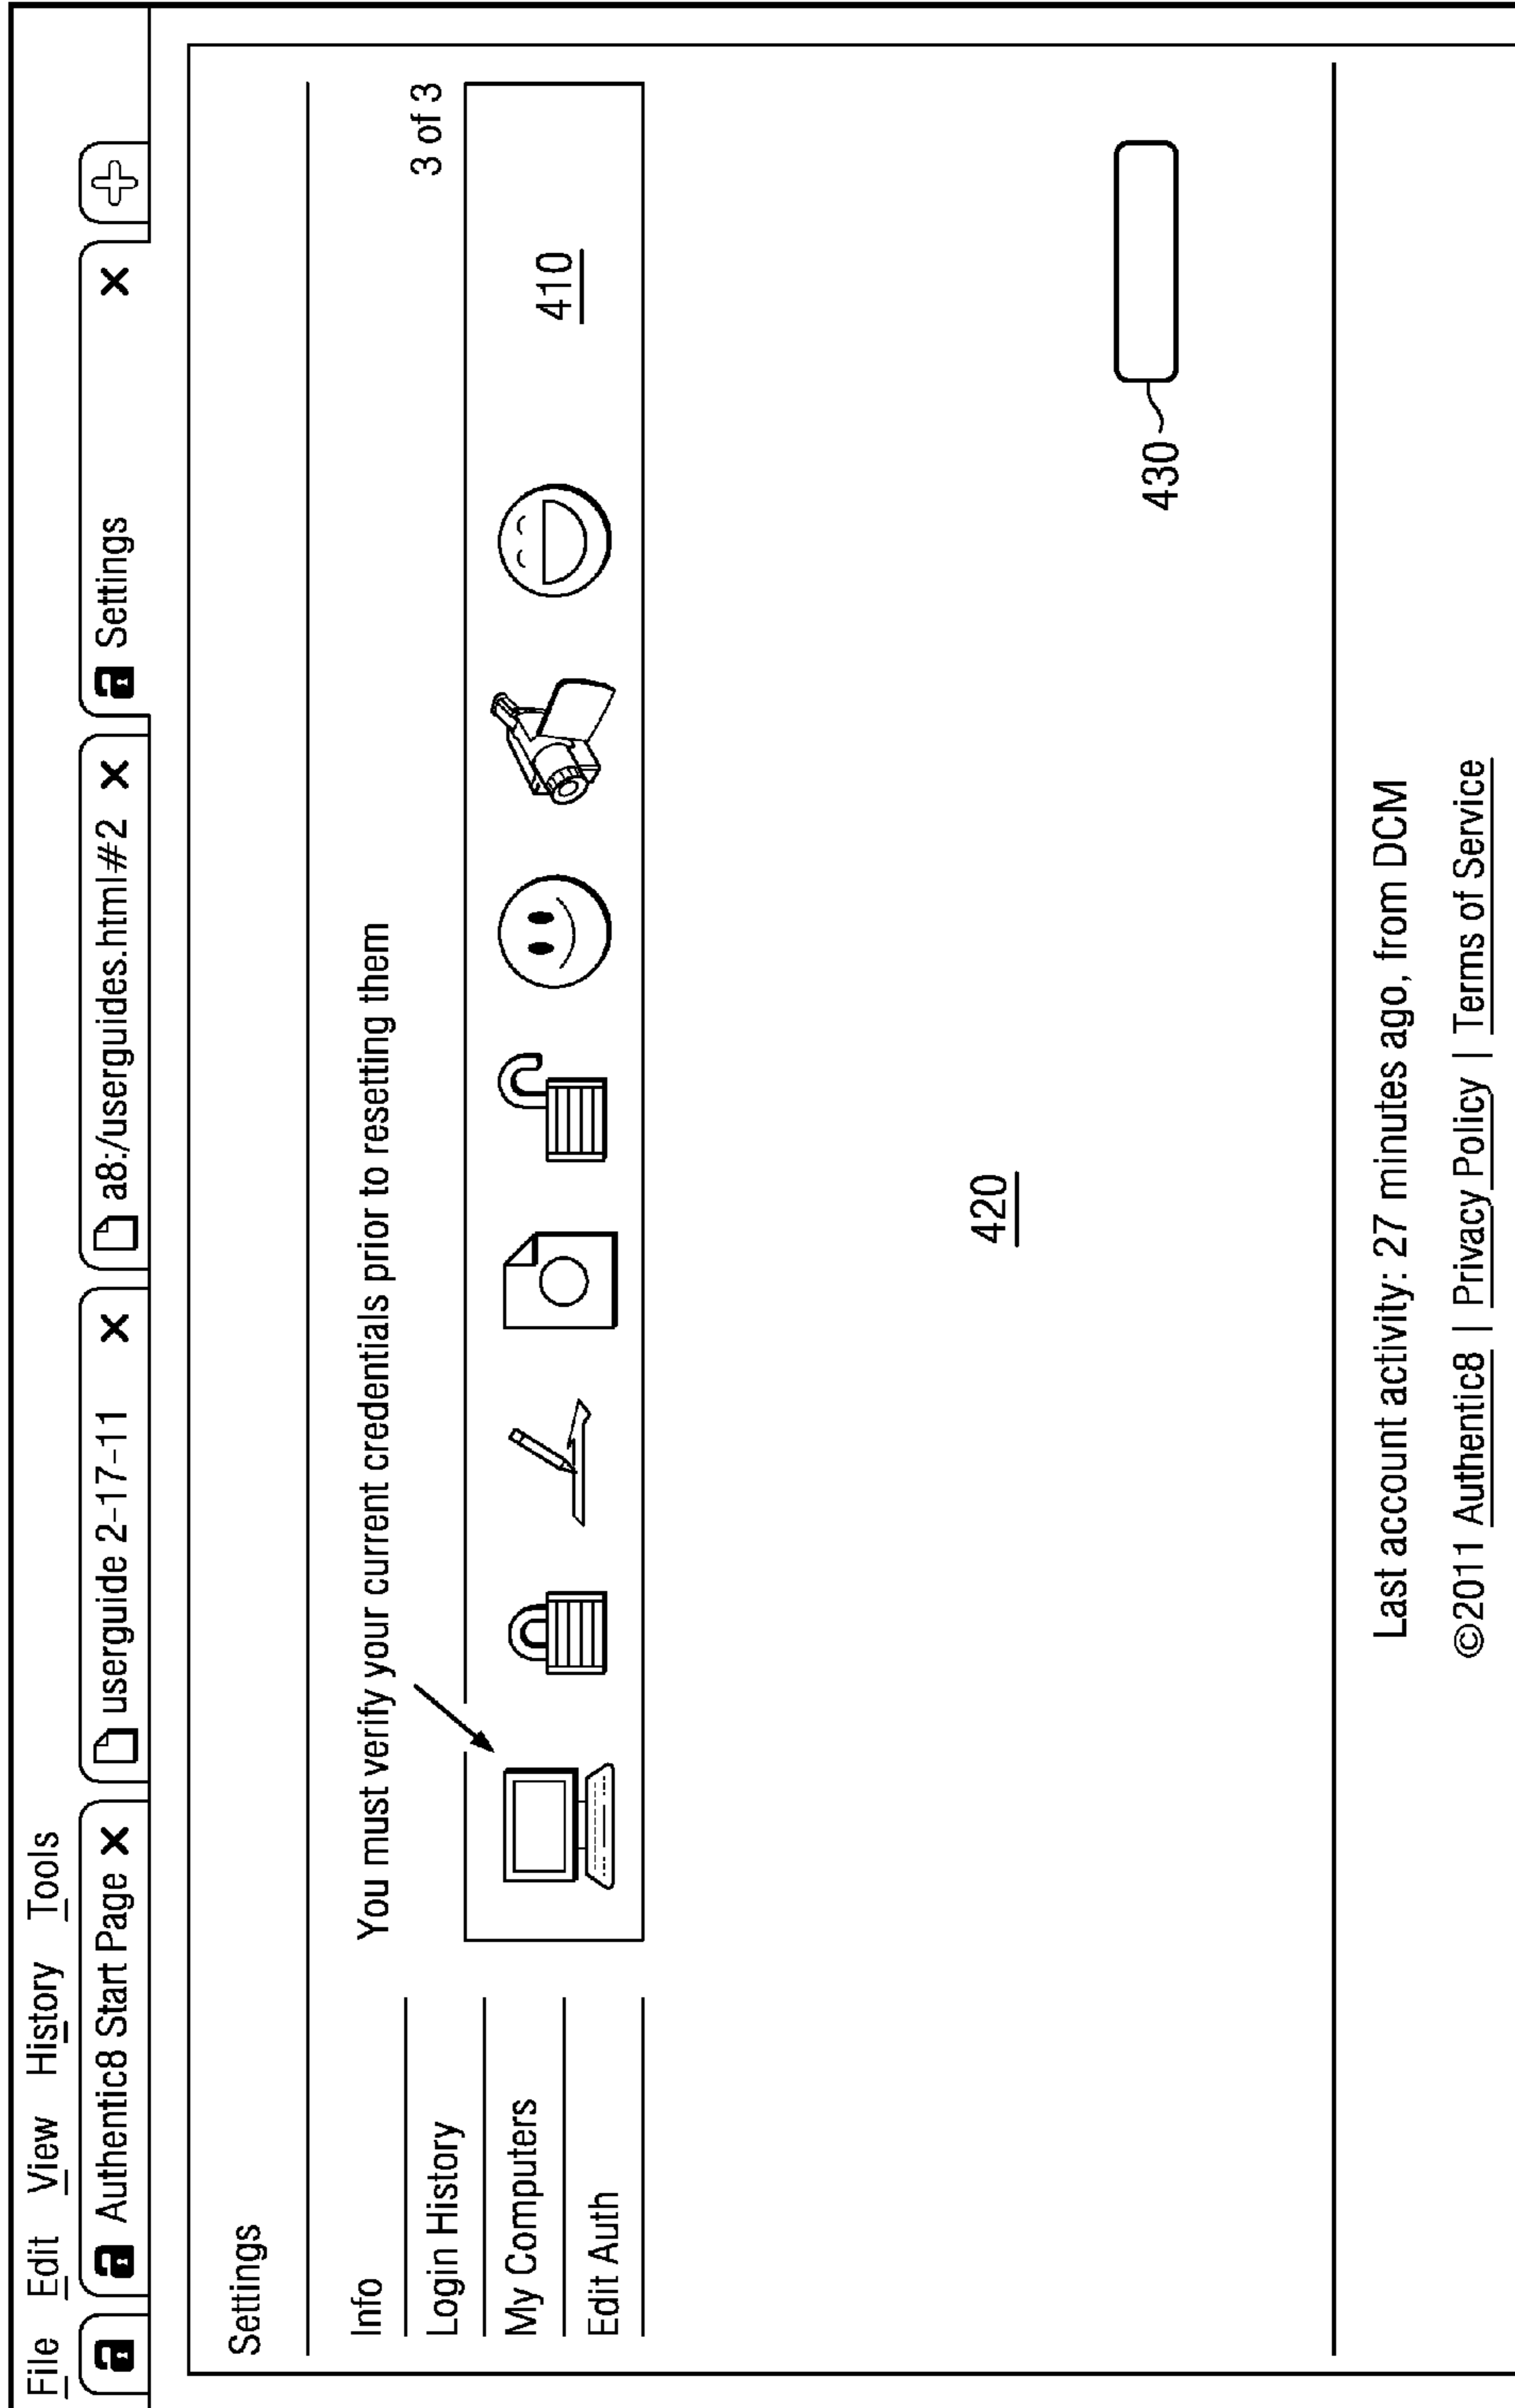 File Edit View History Tools
Authentic8 Start Page userguide 2-17-11 a8:/userguides.html#2 Settings
Settings
Info
Login History
My Computers
Edit Auth
You must verify your current credentials prior to resetting them
3 of 3
410
420
430
Last account activity: 27 minutes ago, from DCM
©2011 Authentic8 | Privacy Policy | Terms of Service